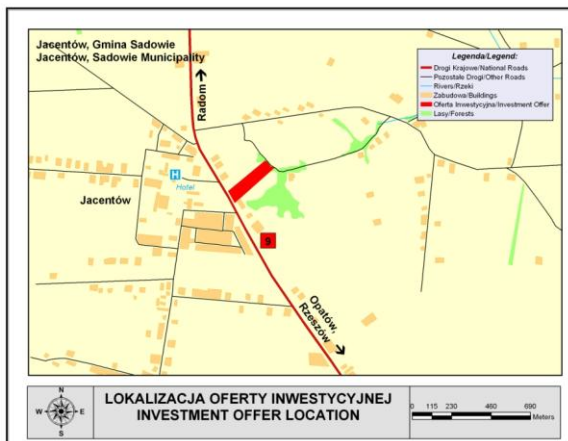 Jacentów, Gmina Sadowie
Jacentów, Sadowie Municipality
Radom
Legenda/Legend:
Drogi Krajowe/National Roads
Pozostałe Drogi/Other Roads
Rivers/Rzeki
Zabudowa/Buildings
Oferta Inwestycyjna/Investment Offer
Lasy/Forests
H
Hotel
Jacentów
9
Opatów,
Rzeszów
N
W E
S
LOKALIZACJA OFERTY INWESTYCYJNEJ
INVESTMENT OFFER LOCATION
0 115 230 460 690
Meters